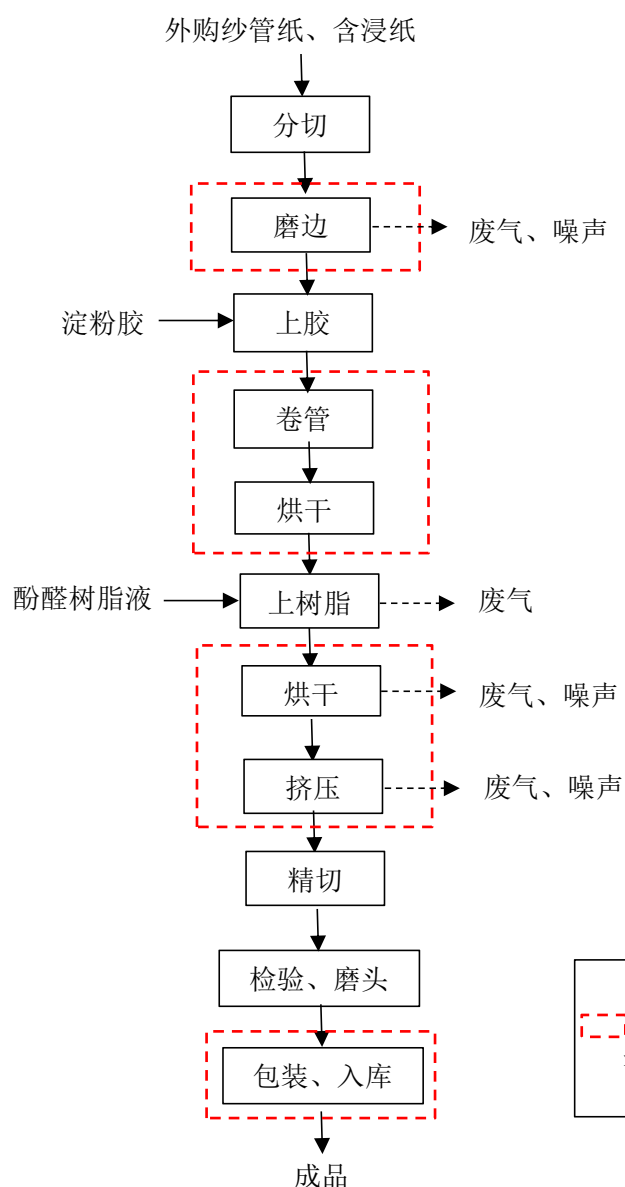 外购纱管纸、含浸纸
分切
磨边
废气、噪声
淀粉胶
上胶
卷管
烘干
酚醛树脂液
上树脂
废气
烘干
废气、噪声
挤压
废气、噪声
精切
检验、磨头
包装、入库
成品